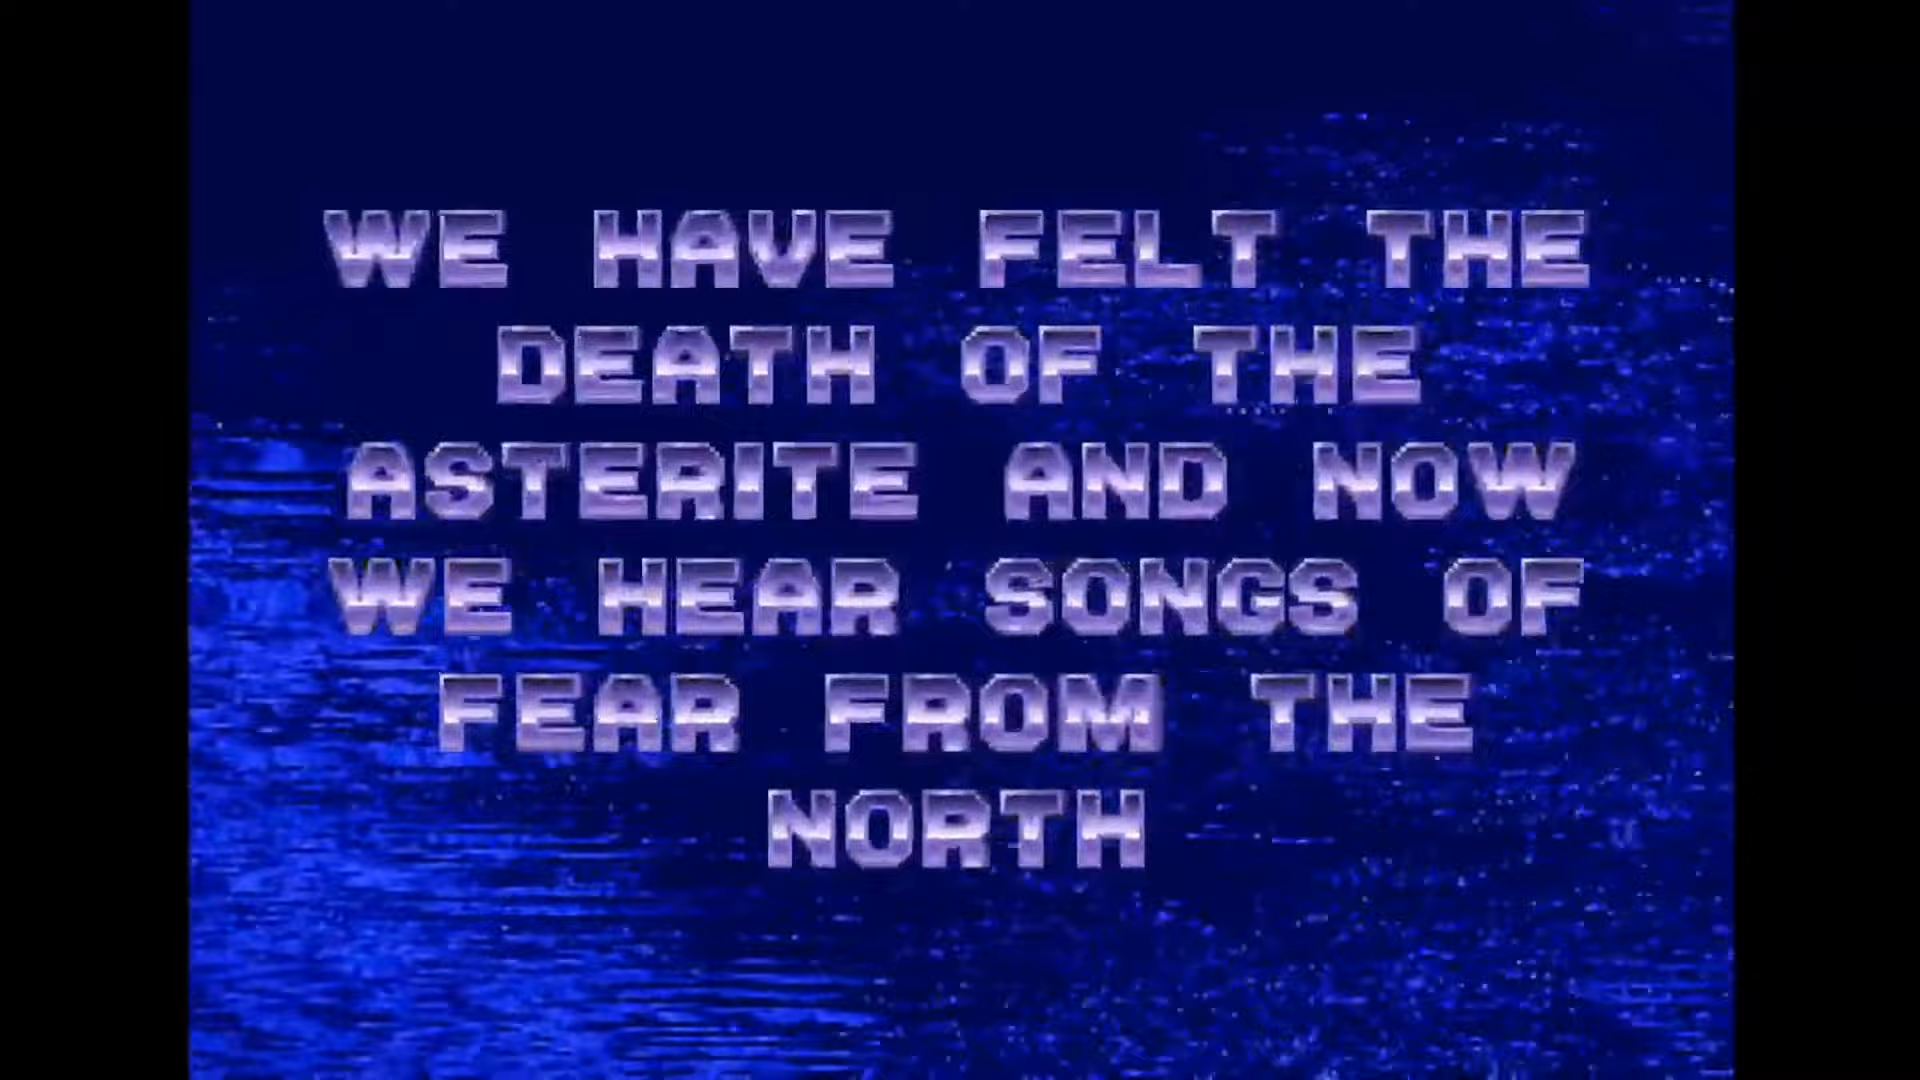 WE HAVE FELT THE
DEATH OF THE
ASTERITE AND NOW
WE HEAR SONGS OF
FEAR FROM THE
NORTH